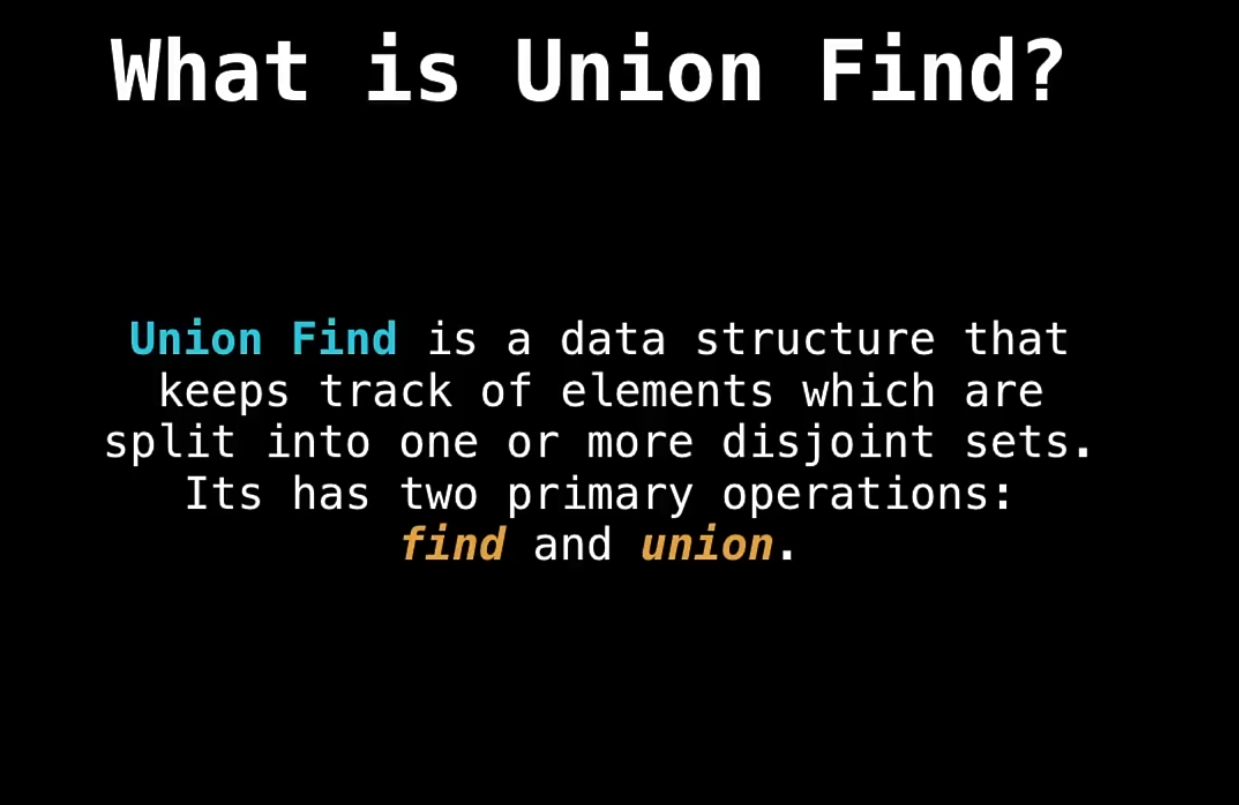 What is Union Find?
Union Find is a data structure that
keeps track of elements which are
split into one or more disjoint sets.
Its has two primary operations:
find and union.